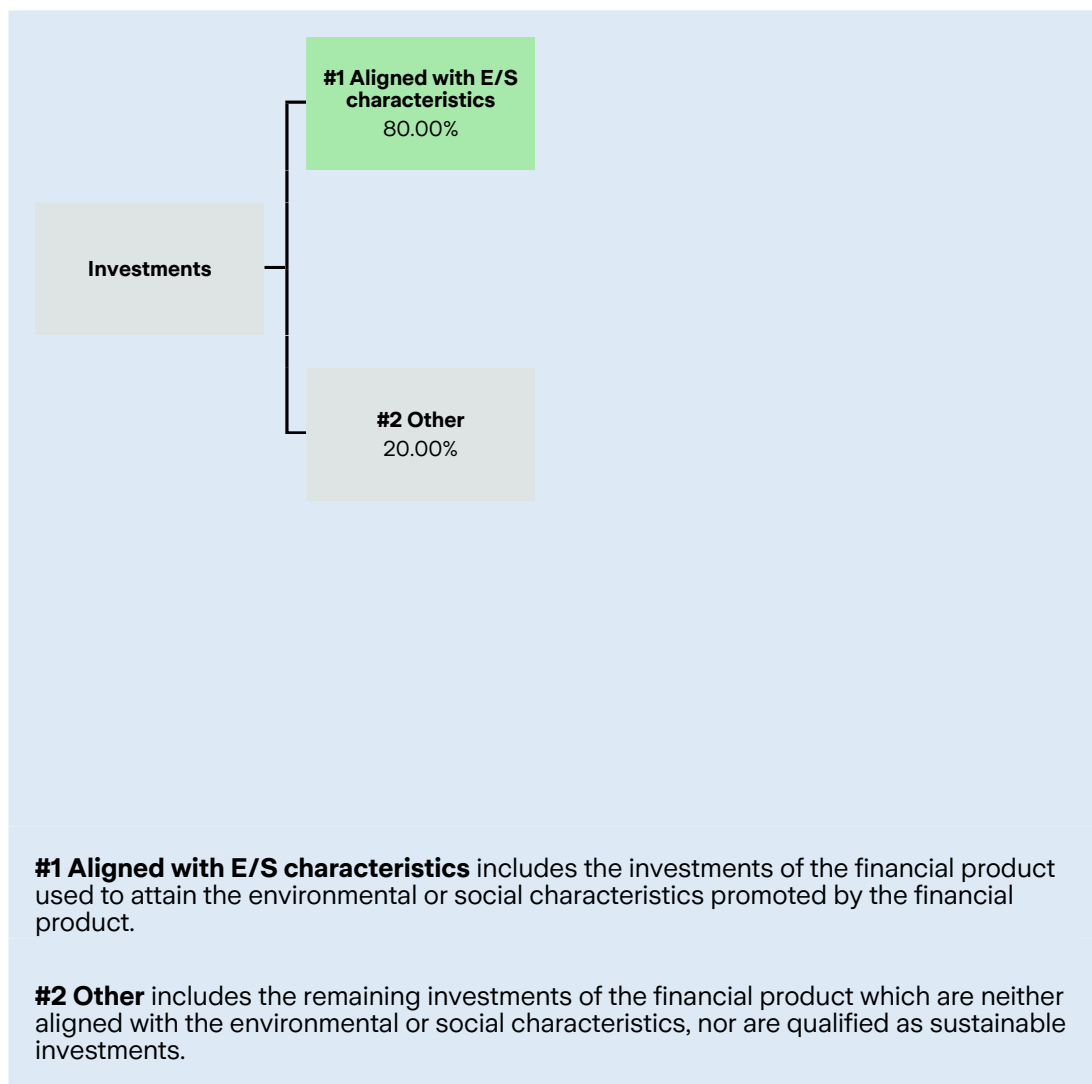 #1 Aligned with E/S
characteristics
80.00%
Investments
#2 Other
20.00%
#1 Aligned with E/S characteristics includes the investments of the financial product
used to attain the environmental or social characteristics promoted by the financial
product.
#2 Other includes the remaining investments of the financial product which are neither
aligned with the environmental or social characteristics, nor are qualified as sustainable
investments.